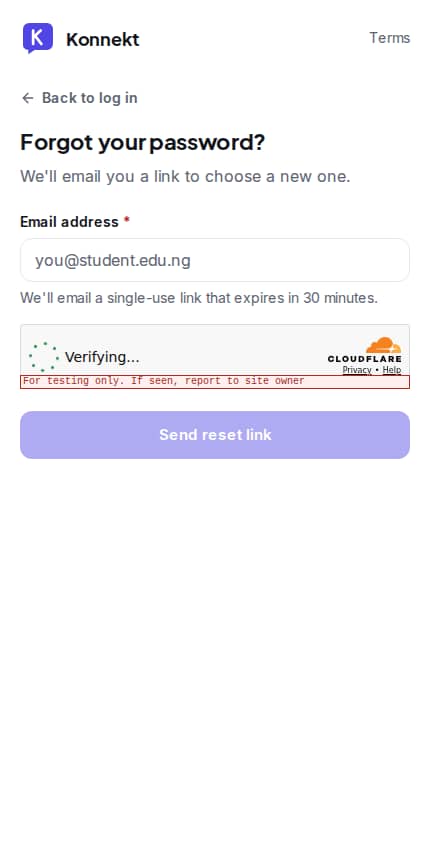 Konnekt
Terms
← Back to log in
Forgot your password?
We'll email you a link to choose a new one.
Email address *
you@student.edu.ng
We'll email a single-use link that expires in 30 minutes.
Verifying...
CLOUDFLARE
Privacy • Help
For testing only. If seen, report to site owner
Send reset link